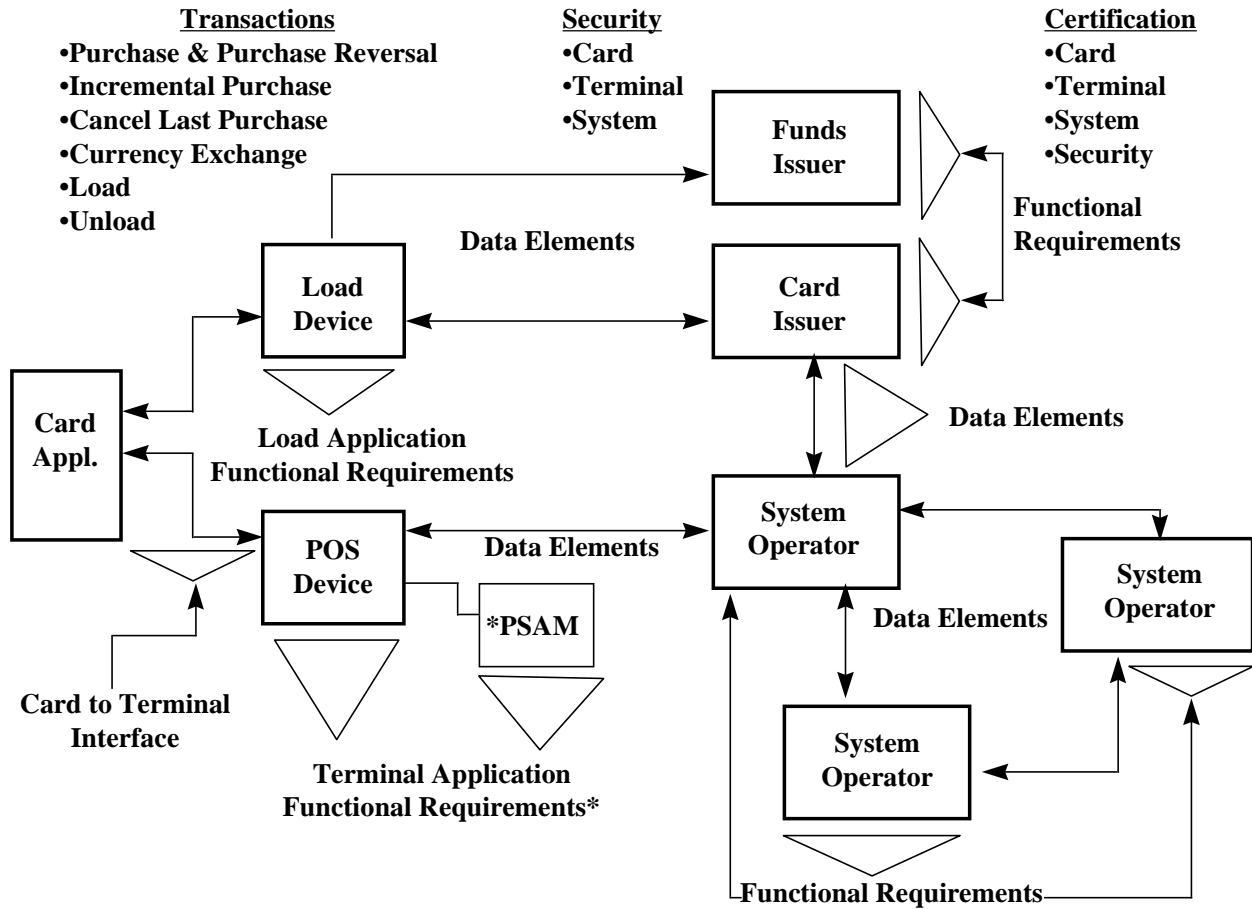 Transactions
•Purchase & Purchase Reversal
•Incremental Purchase
•Cancel Last Purchase
•Currency Exchange
•Load
•Unload
Security
•Card
•Terminal
•System
Certification
•Card
•Terminal
•System
•Security
Funds
Issuer
Functional
Requirements
Data Elements
Load
Device
Card
Issuer
Card
Appl.
Data Elements
Load Application
Functional Requirements
System
Operator
POS
Device
Data Elements
System
Operator
*PSAM
Data Elements
Card to Terminal
Interface
System
Operator
Terminal Application
Functional Requirements*
Functional Requirements